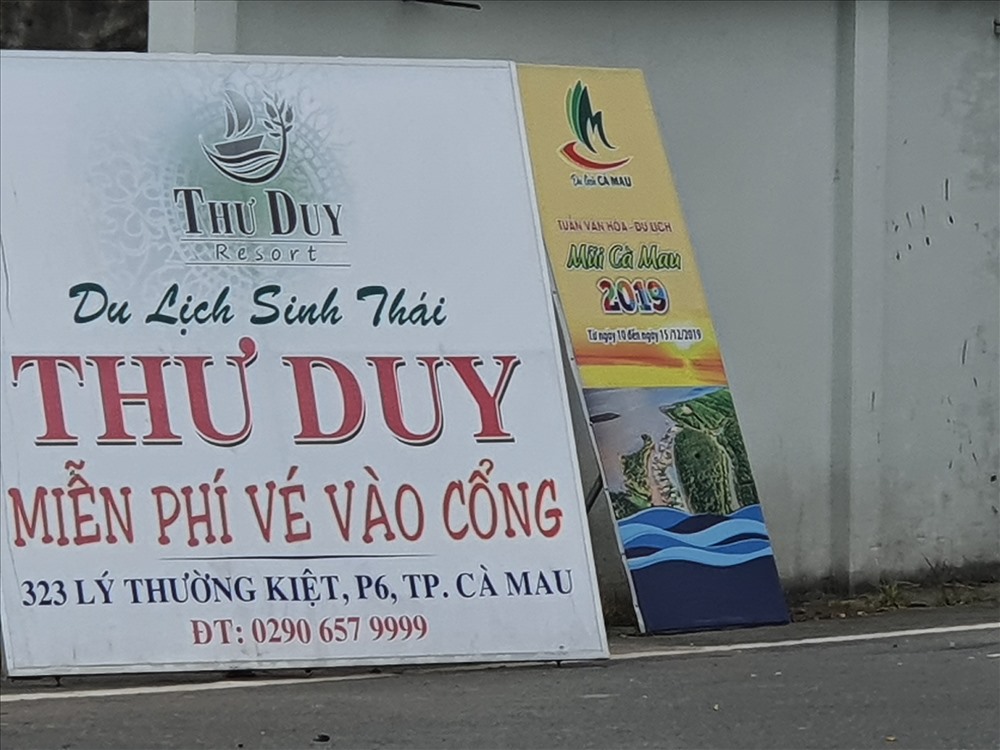 THƯ DUY
Resort
Du Lịch Sinh Thái
THƯ DUY
MIỄN PHÍ VÉ VÀO CỔNG
323 LÝ THƯỜNG KIỆT, P6, TP. CÀ MAU
ĐT: 0290 657 9999
Du lịch CÀ MAU
TUẦN VĂN HÓA - DU LỊCH
Mũi Cà Mau
2019
Từ ngày 10 đến ngày 15/12/2019